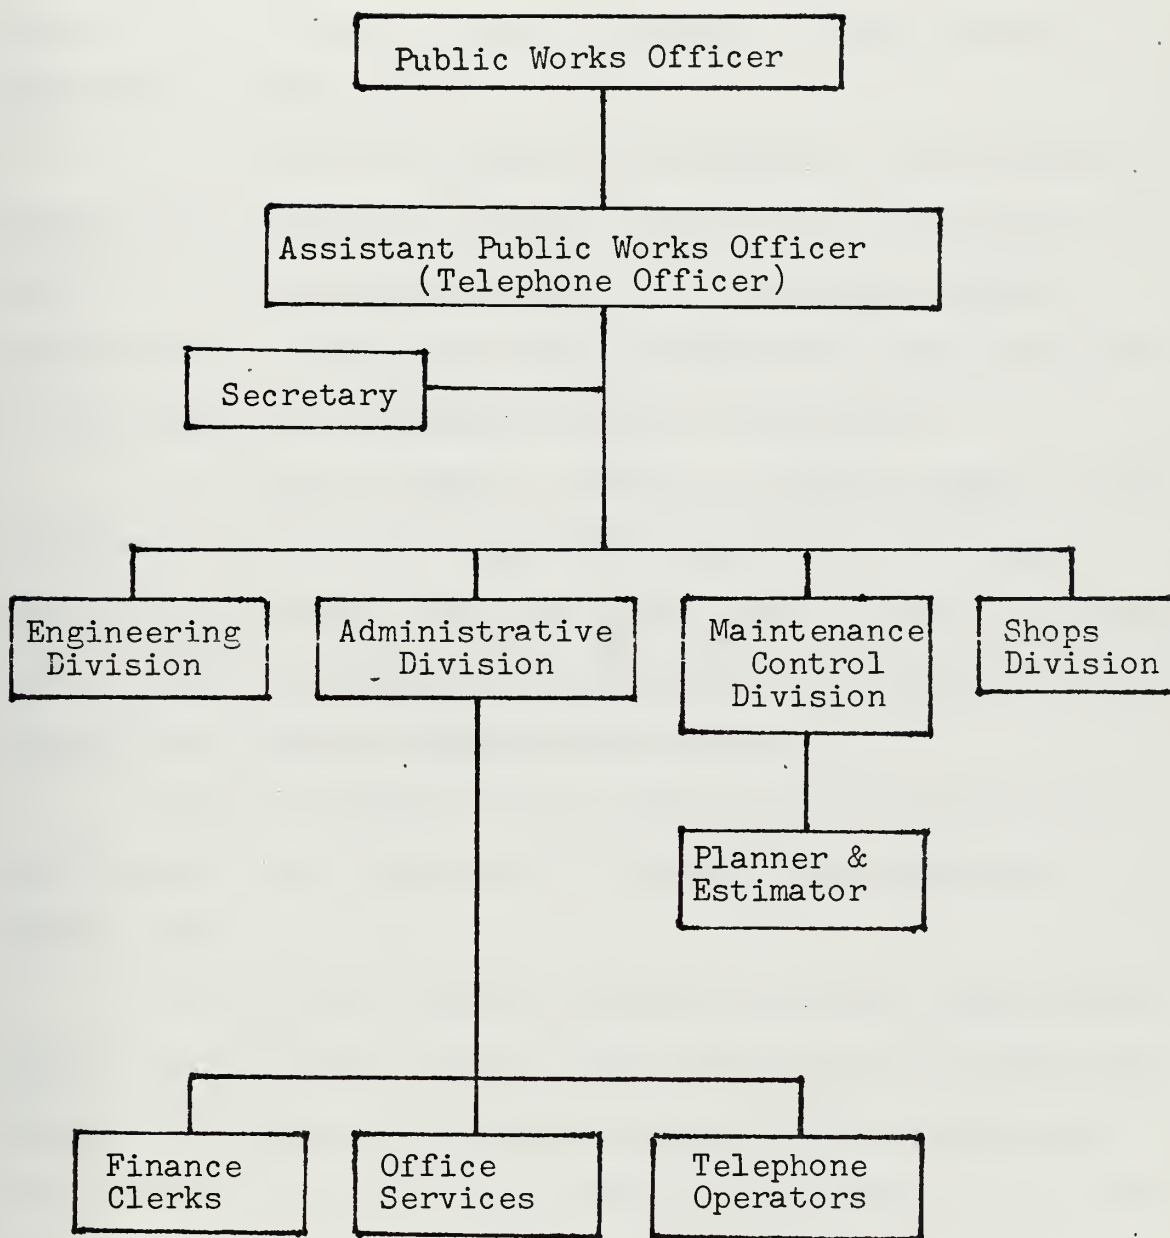 Public Works Officer
Assistant Public Works Officer
(Telephone Officer)
Secretary
Engineering
Division
Administrative
Division
Maintenance
Control
Division
Shops
Division
Planner &
Estimator
Finance
Clerks
Office
Services
Telephone
Operators